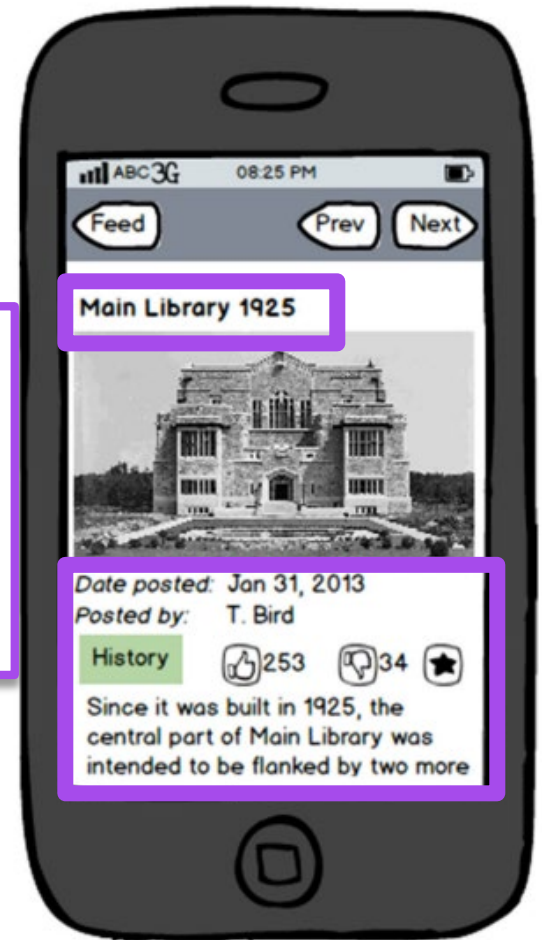 ABC 3G 08:25 PM
Feed Prev Next
Main Library 1925
Date posted: Jan 31, 2013
Posted by: T. Bird
History 253 34
Since it was built in 1925, the
central part of Main Library was
intended to be flanked by two more